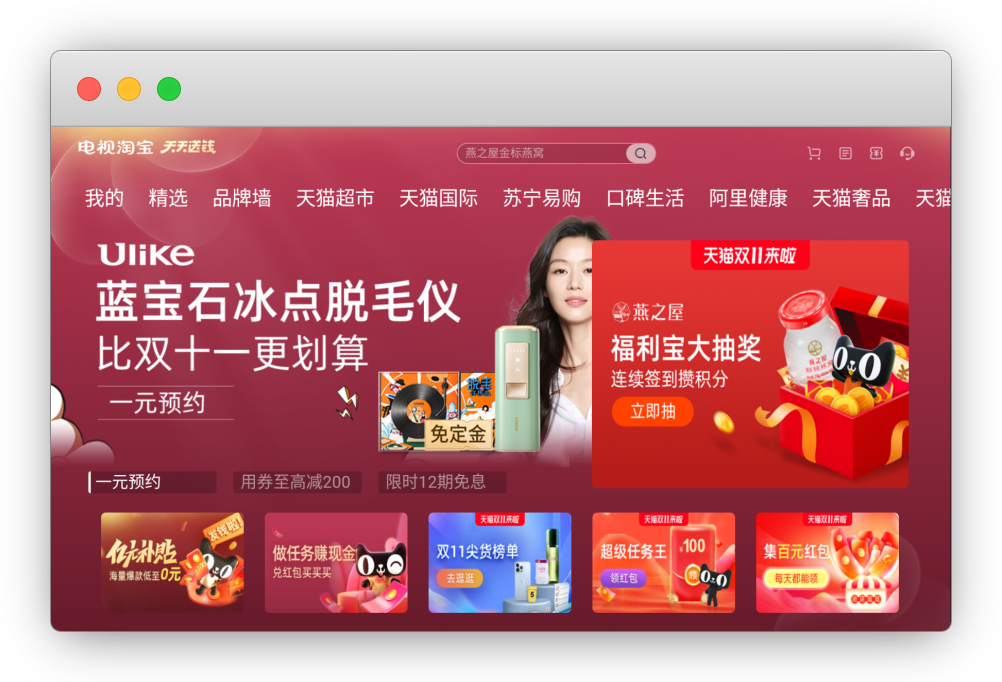 电视淘宝 天天送钱
燕之屋金标燕窝
我的 精选 品牌墙 天猫超市 天猫国际 苏宁易购 口碑生活 阿里健康 天猫奢品 天猫
Ulike
蓝宝石冰点脱毛仪
比双十一更划算
一元预约
脱毛
免定金
天猫双11来啦
燕之屋
福利宝大抽奖
连续签到攒积分
立即抽
燕之屋
一元预约 用券至高减200 限时12期免息
发钱啦!
亿元补贴
海量爆款低至0元
做任务赚现金
兑红包买买买
天猫双11来啦
双11尖货榜单
去逛逛
天猫双11来啦
超级任务王
领红包
¥100
领
天猫双11来啦
集百元红包
每天都能领